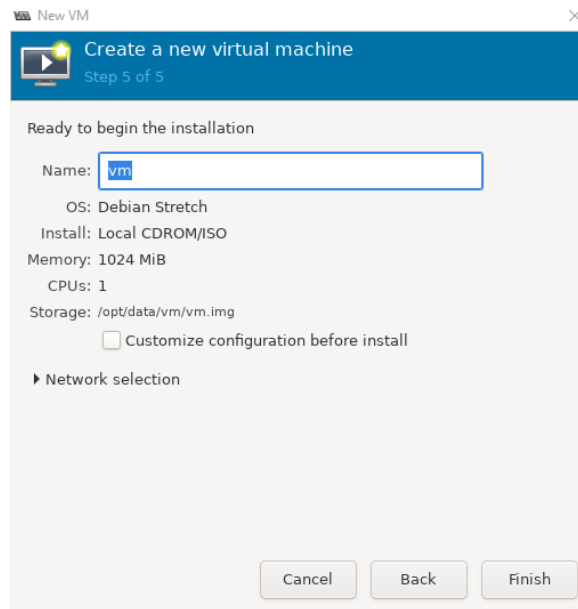 New VM
Create a new virtual machine
Step 5 of 5
Ready to begin the installation
Name: vm
OS: Debian Stretch
Install: Local CDROM/ISO
Memory: 1024 MiB
CPUs: 1
Storage: /opt/data/vm/vm.img
Customize configuration before install
Network selection
Cancel Back Finish